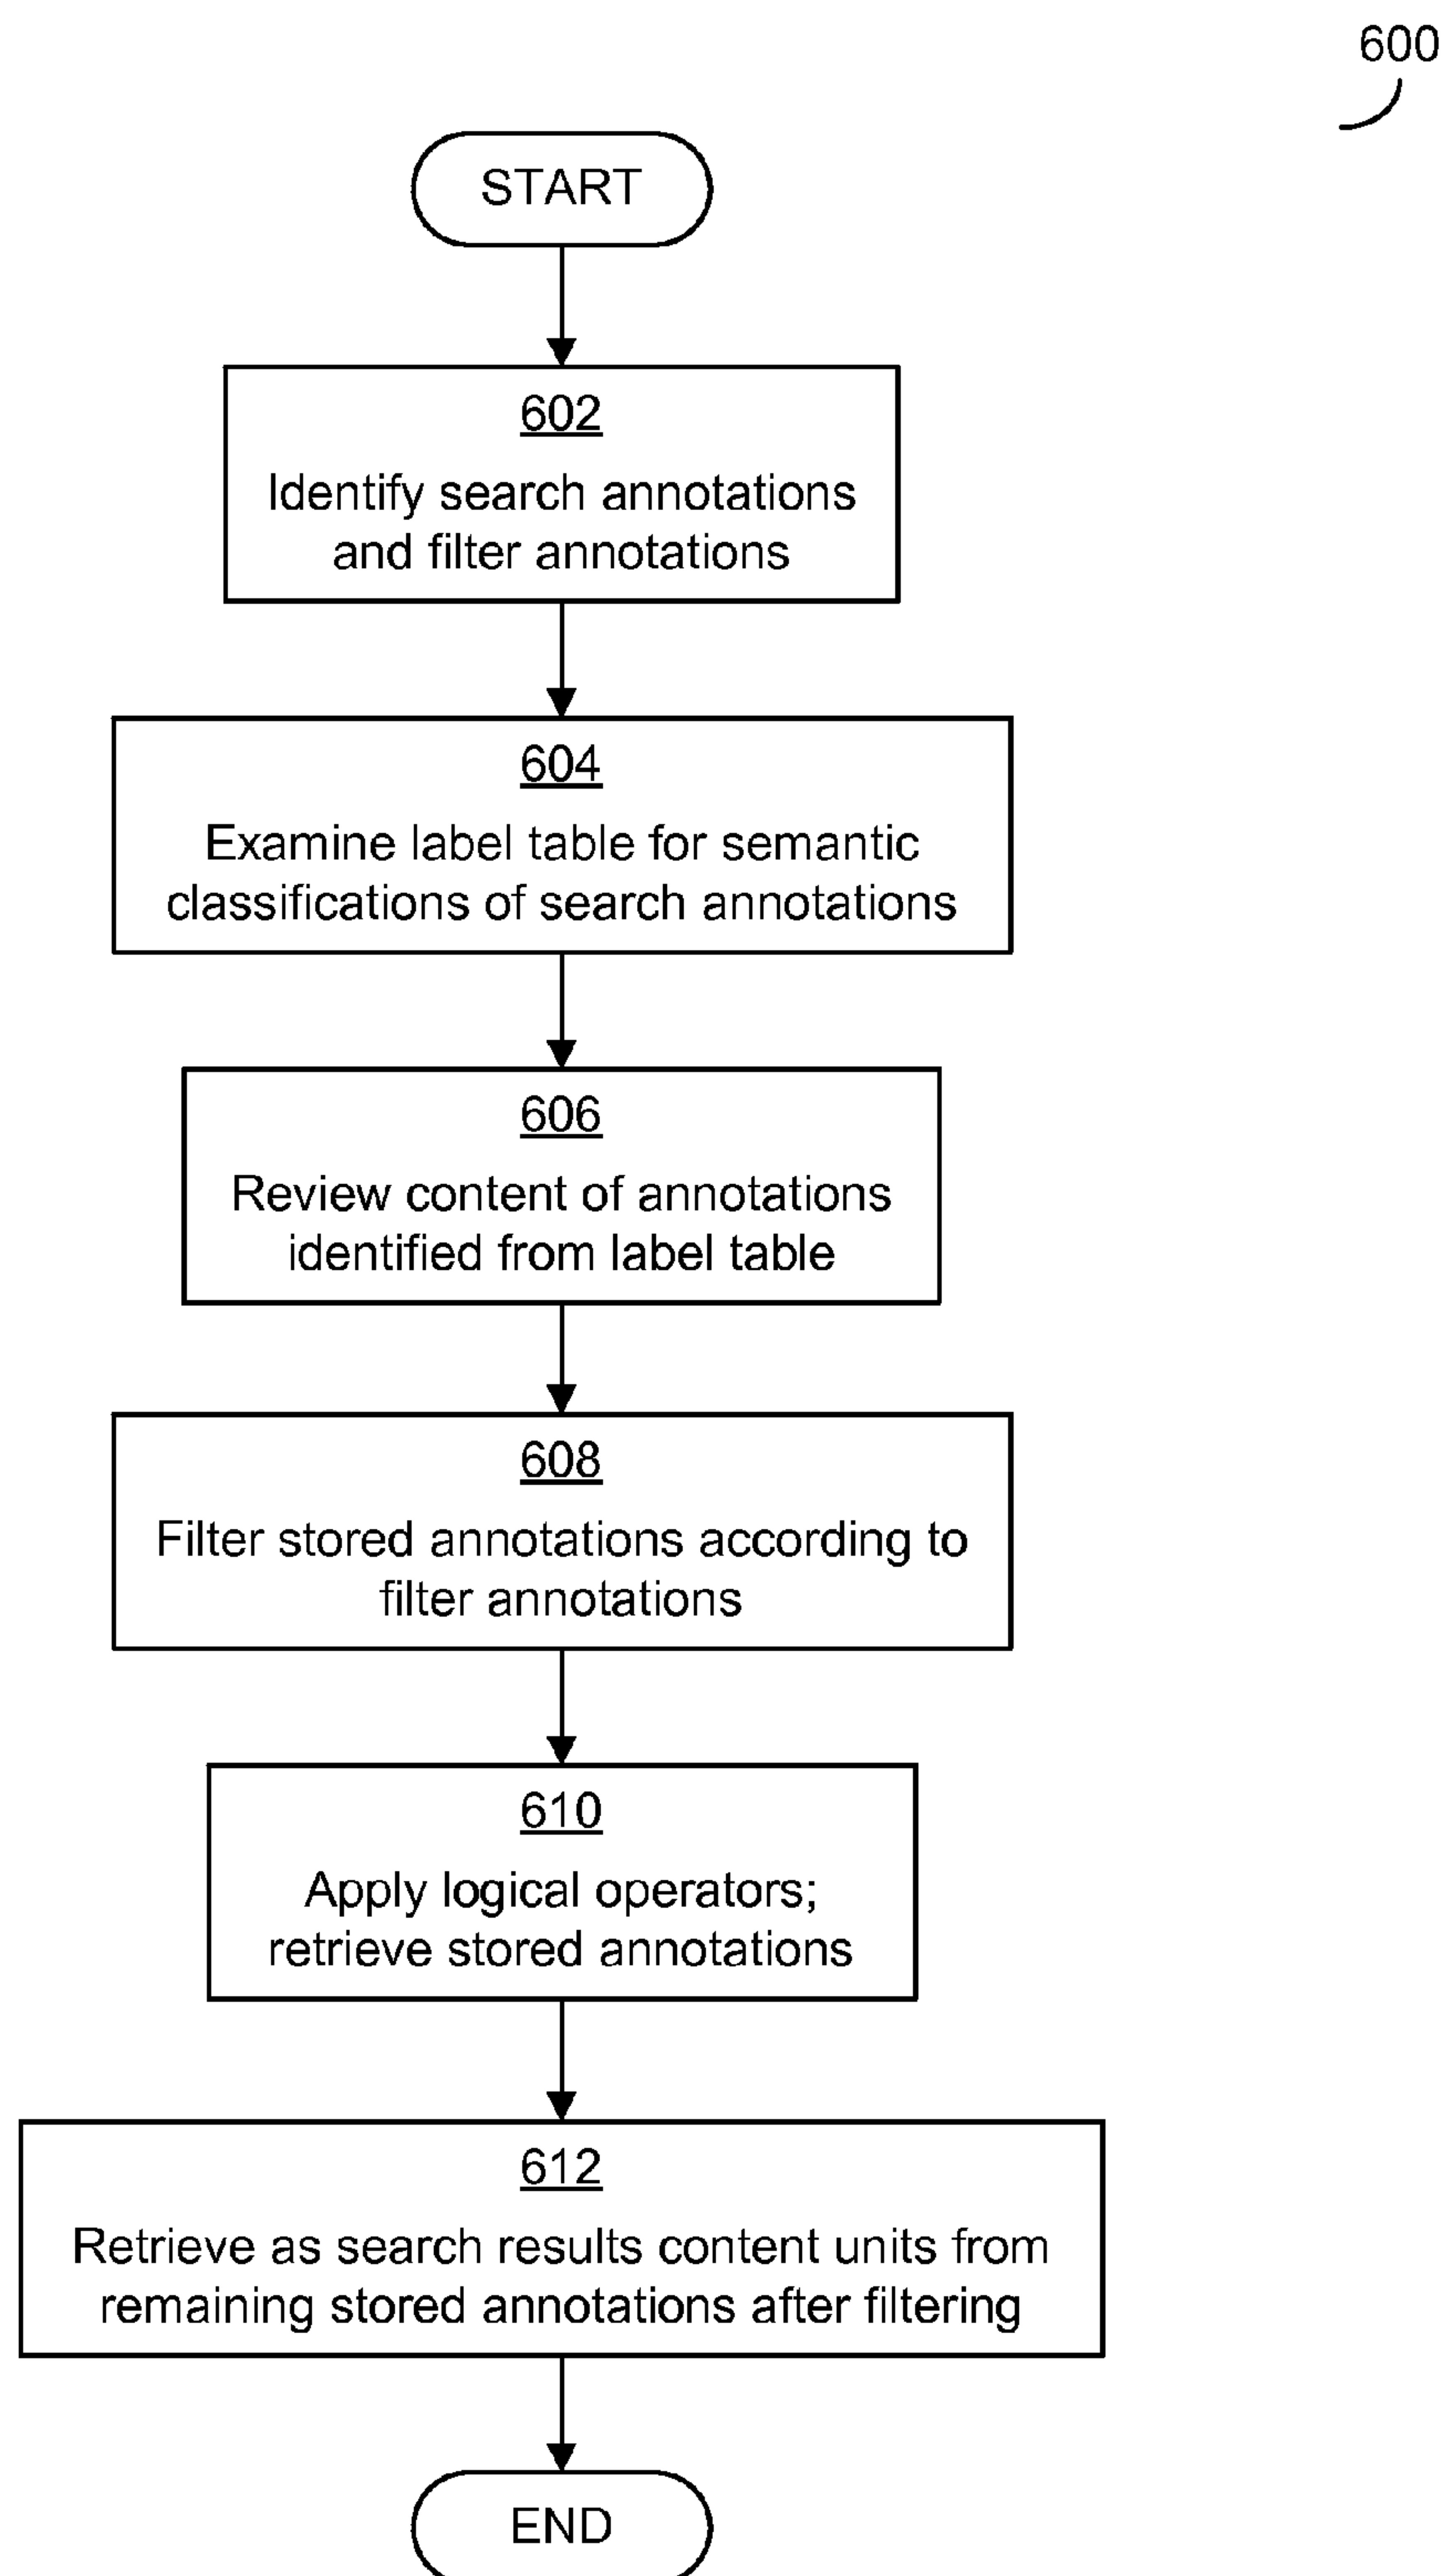 600
START
602
Identify search annotations
and filter annotations
604
Examine label table for semantic
classifications of search annotations
606
Review content of annotations
identified from label table
608
Filter stored annotations according to
filter annotations
610
Apply logical operators;
retrieve stored annotations
612
Retrieve as search results content units from
remaining stored annotations after filtering
END